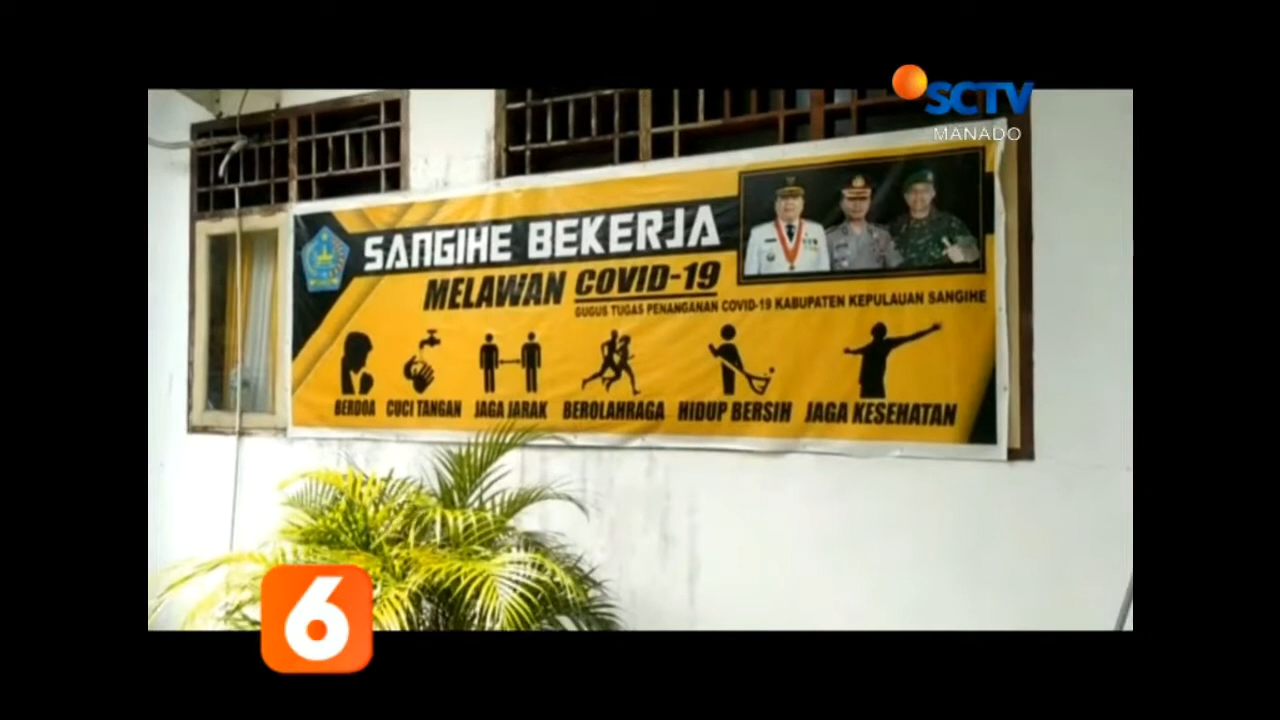 SCTV
MANADO
SANGIHE BEKERJA
MELAWAN COVID-19
GUGUS TUGAS PENANGANAN COVID-19 KABUPATEN KEPULAUAN SANGIHE
BERDOA CUCI TANGAN JAGA JARAK BEROLAHRAGA HIDUP BERSIH JAGA KESEHATAN
6